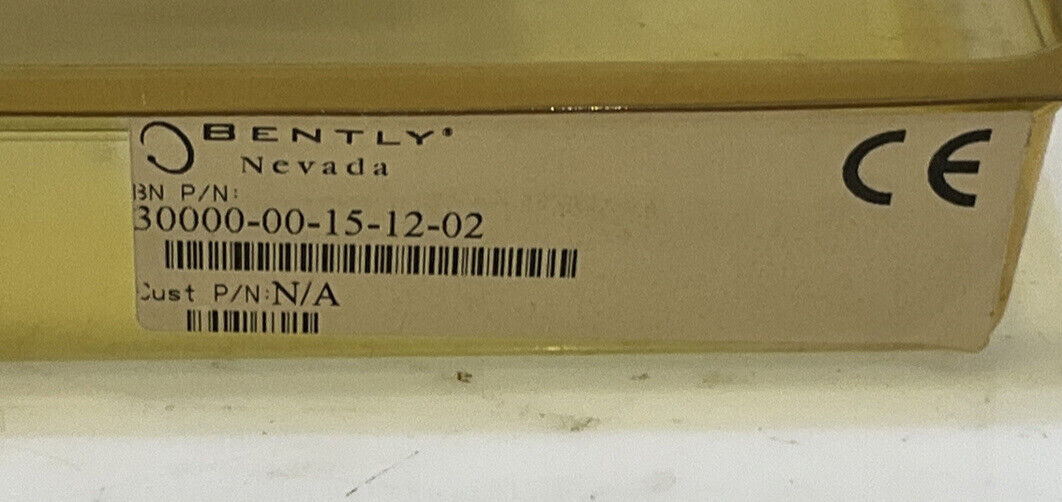 BENTLY®
Nevada
CE
BN P/N:
30000-00-15-12-02
Cust P/N:N/A